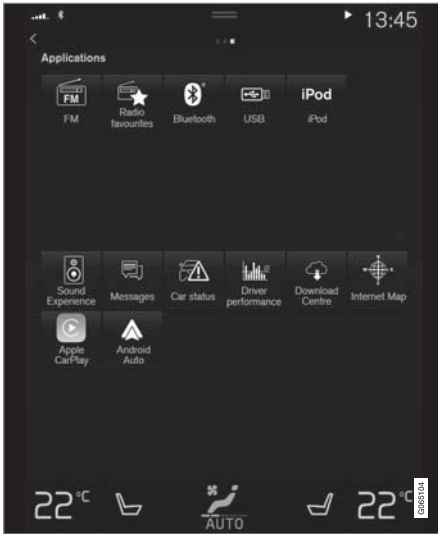 13:45
Applications
FM
FM
Radio
favourites
Bluetooth
USB
iPod
iPod
Sound
Experience
Messages
Car status
Driver
performance
Download
Centre
Internet Map
Apple
CarPlay
Android
Auto
22°C
AUTO
22°C
G065104